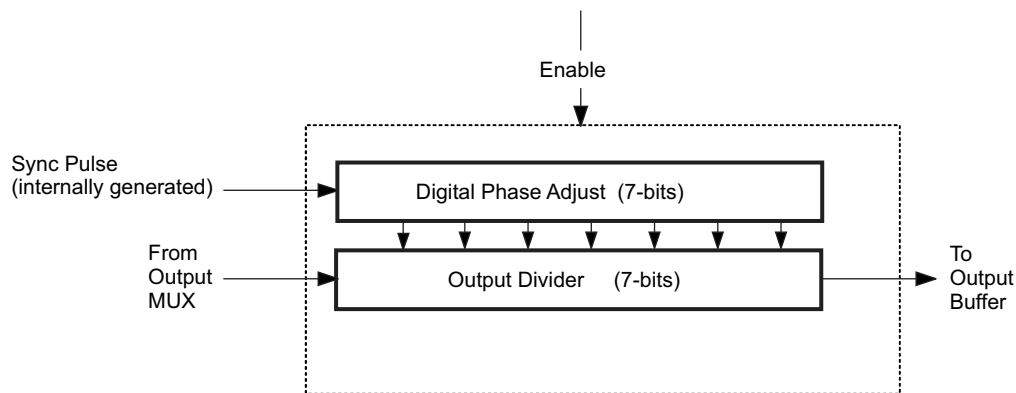 Enable
Sync Pulse
(internally generated)
Digital Phase Adjust (7-bits)
From
Output
MUX
Output Divider (7-bits)
To
Output
Buffer